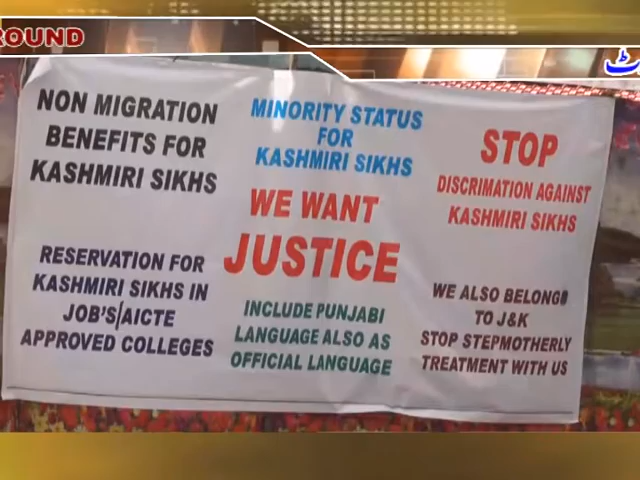 ROUND
NON MIGRATION
BENEFITS FOR
KASHMIRI SIKHS
MINORITY STATUS
FOR
KASHMIRI SIKHS
STOP
DISCRIMATION AGAINST
KASHMIRI SIKHS
WE WANT
JUSTICE
RESERVATION FOR
KASHMIRI SIKHS IN
JOB'S/AICTE
APPROVED COLLEGES
INCLUDE PUNJABI
LANGUAGE ALSO AS
OFFICIAL LANGUAGE
WE ALSO BELONG
TO J&K
STOP STEPMOTHERLY
TREATMENT WITH US